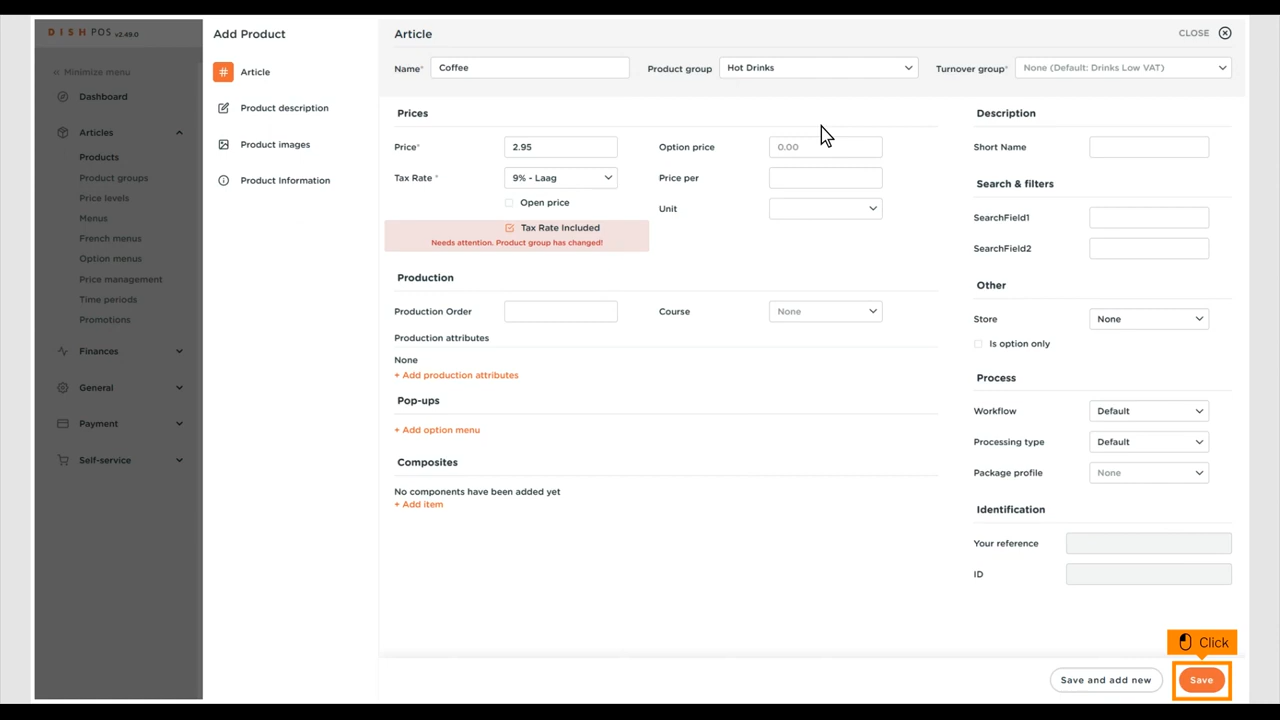 DISH POS v2.49.0
Minimize menu
Dashboard
Articles
Products
Product groups
Price levels
Menus
French menus
Option menus
Price management
Time periods
Promotions
Finances
General
Payment
Self-service
Add Product
# Article
Product description
Product images
Product Information
Article
CLOSE
Name* Coffee
Product group Hot Drinks
Turnover group* None (Default: Drinks Low VAT)
Prices
Price* 2.95
Tax Rate * 9% - Laag
Open price
Tax Rate Included
Needs attention. Product group has changed!
Option price 0.00
Price per
Unit
Production
Production Order
Course None
Production attributes
None
+ Add production attributes
Pop-ups
+ Add option menu
Composites
No components have been added yet
+ Add item
Description
Short Name
Search & filters
SearchField1
SearchField2
Other
Store None
Is option only
Process
Workflow Default
Processing type Default
Package profile None
Identification
Your reference
ID
Click
Save and add new
Save